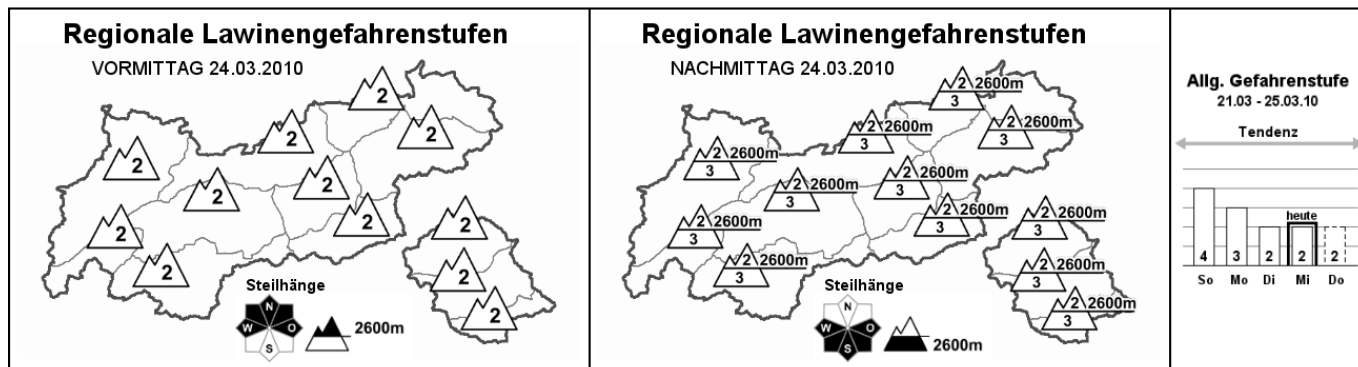 Regionale Lawinengefahrenstufen
VORMITTAG 24.03.2010
2
2
2
2
2
2
2
2
2
2
2
2
Steilhänge
N
W O
S
2600m
Regionale Lawinengefahrenstufen
NACHMITTAG 24.03.2010
2 2600m
3
2 2600m
3
2 2600m
3
2 2600m
3
2 2600m
3
2 2600m
3
2 2600m
3
2 2600m
3
2 2600m
3
2 2600m
3
2 2600m
3
2 2600m
3
Steilhänge
N
W O
S
2600m
Allg. Gefahrenstufe
21.03 - 25.03.10
Tendenz
heute
4 3 2 2 2
So Mo Di Mi Do